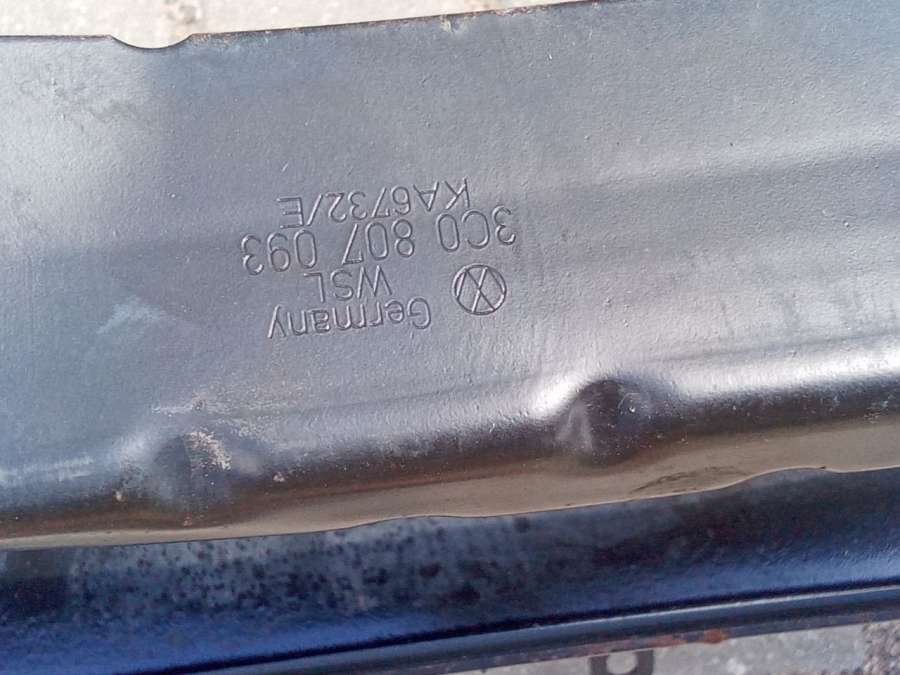 Germany
WSL
3C0 807 093
KA6732/E